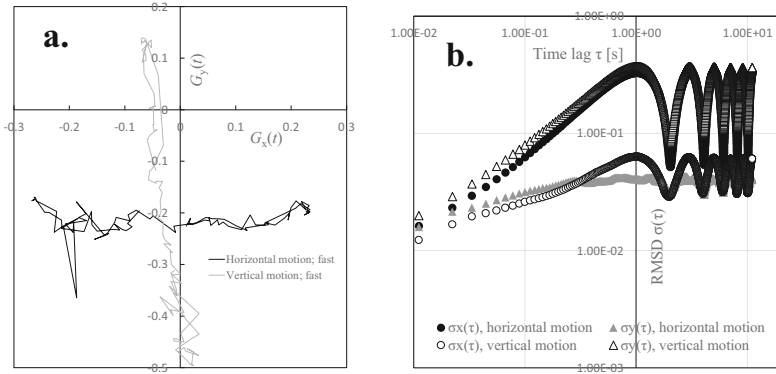 a.
0.2
0.1
G_y(t)
0
-0.3
-0.2
-0.1
0
0.1
0.2
0.3
G_x(t)
-0.1
-0.2
Horizontal motion; fast
Vertical motion; fast
-0.3
-0.4
-0.5
b.
1.00E+00
1.00E-02
1.00E-01
1.00E+00
1.00E+01
Time lag τ [s]
1.00E-01
1.00E-02
RMSD σ(τ)
σx(τ), horizontal motion
σy(τ), horizontal motion
σx(τ), vertical motion
σy(τ), vertical motion
1.00E-03